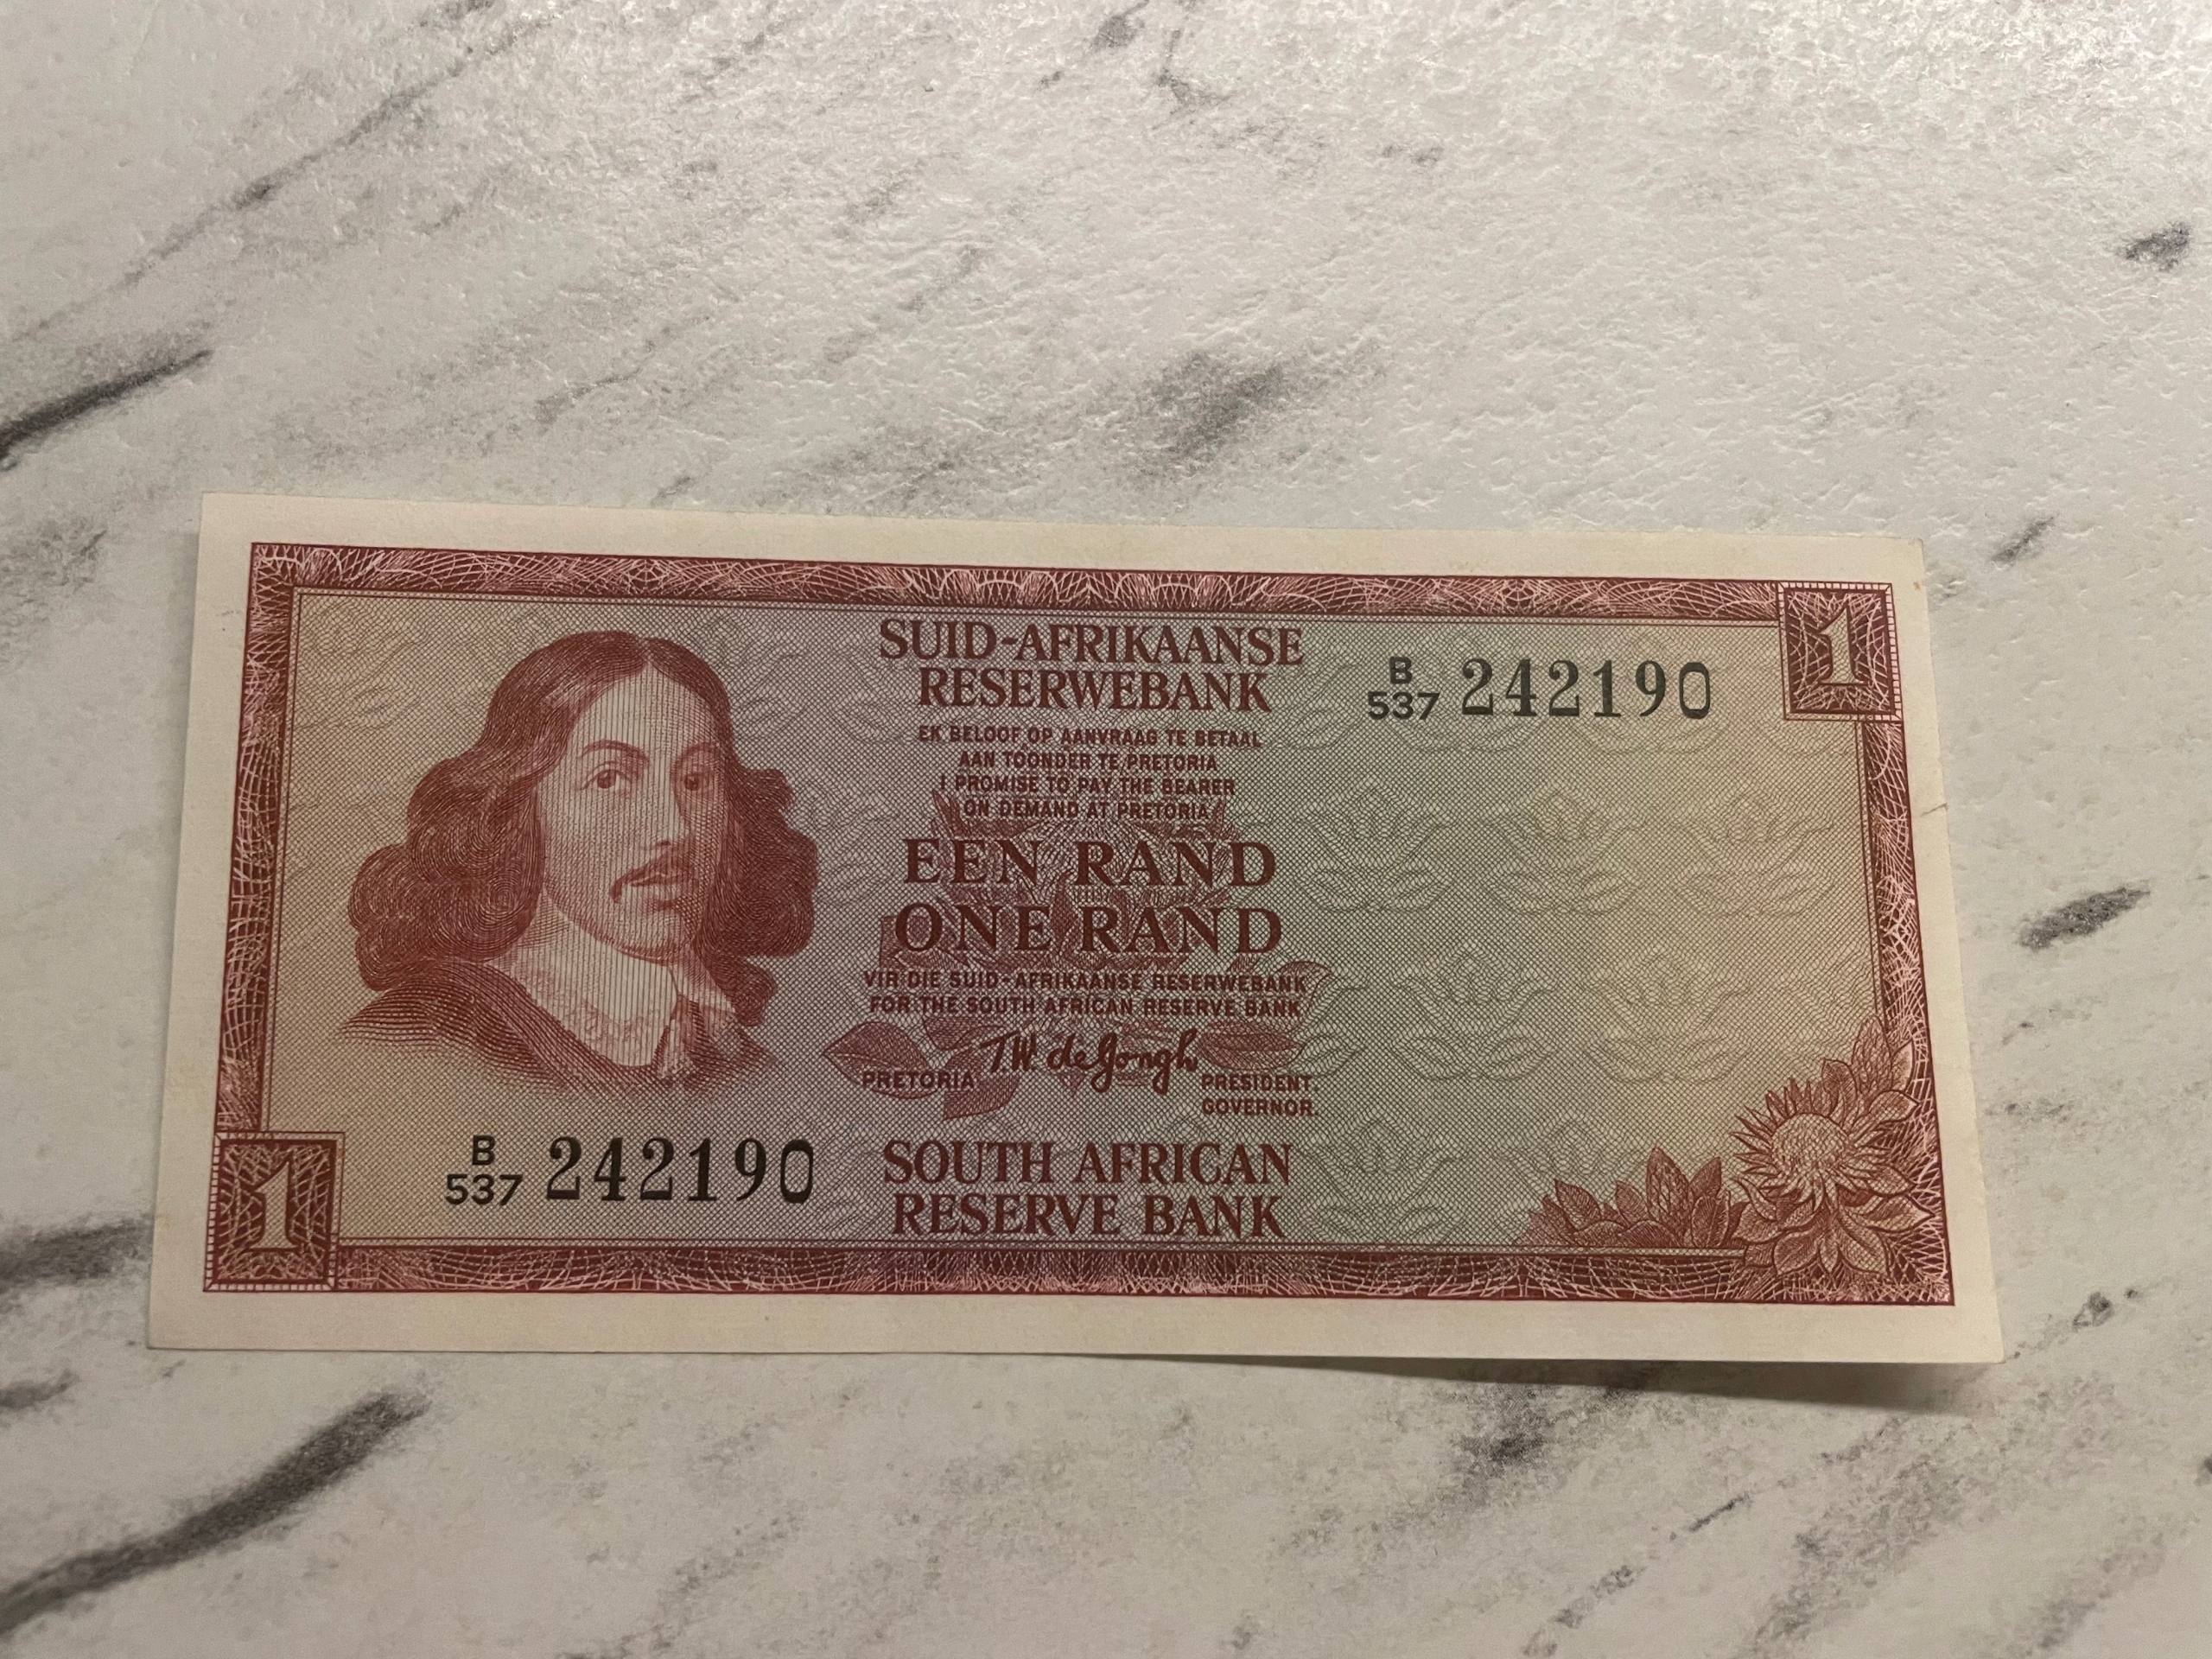 1
SUID-AFRIKAANSE
RESERWEBANK
B
537 242190
EK BELOOF OP AANVRAAG TE BETAAL
AAN TOONDER TE PRETORIA
I PROMISE TO PAY THE BEARER
ON DEMAND AT PRETORIA
EEN RAND
ONE RAND
VIR DIE SUID-AFRIKAANSE RESERWEBANK
FOR THE SOUTH AFRICAN RESERVE BANK
T.W. de Jongh
PRETORIA PRESIDENT.
GOVERNOR.
B
537 242190
SOUTH AFRICAN
RESERVE BANK
1